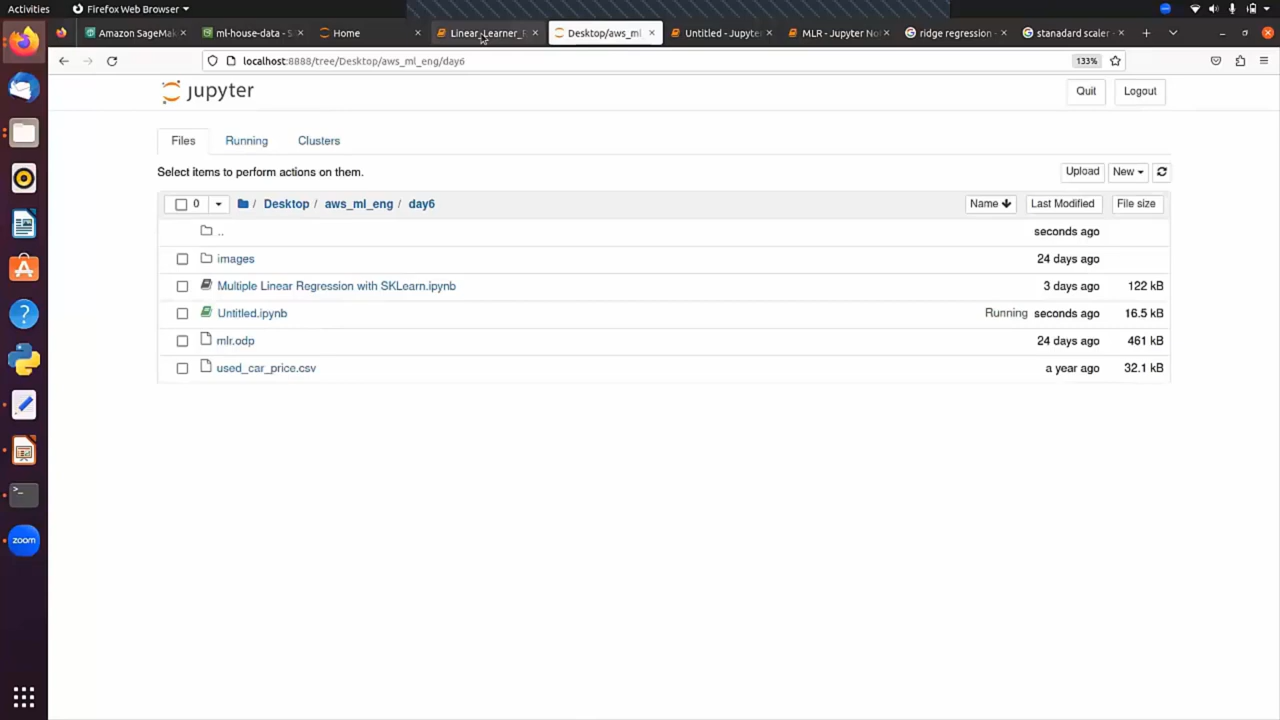 Activities Firefox Web Browser
Amazon SageMak ml-house-data - S Home Linear_Learner_ Desktop/aws_ml Untitled - Jupyte MLR - Jupyter No ridge regression - stanadard scaler -
localhost:8888/tree/Desktop/aws_ml_eng/day6 133%
Jupyter Quit Logout
Files Running Clusters
Select items to perform actions on them. Upload New
0 / Desktop / aws_ml_eng / day6 Name Last Modified File size
.. seconds ago
images 24 days ago
Multiple Linear Regression with SKLearn.ipynb 3 days ago 122 kB
Untitled.ipynb Running seconds ago 16.5 kB
mlr.odp 24 days ago 461 kB
used_car_price.csv a year ago 32.1 kB
zoom